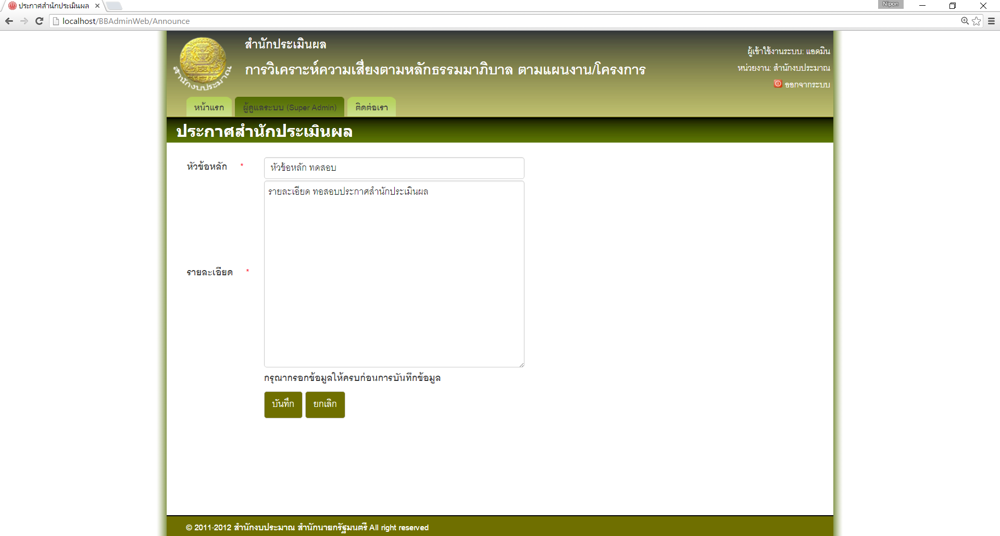 ประกาศสำนักประเมินผล
Nipon
localhost/BBAdminWeb/Announce
สำนักประเมินผล
การวิเคราะห์ความเสี่ยงตามหลักธรรมมาภิบาล ตามแผนงาน/โครงการ
สำนักงบประมาณ
ผู้เข้าใช้งานระบบ: แอดมิน
หน่วยงาน: สำนักงบประมาณ
ออกจากระบบ
หน้าแรก ผู้ดูแลระบบ (Super Admin) ติดต่อเรา
ประกาศสำนักประเมินผล
หัวข้อหลัก * หัวข้อหลัก ทดสอบ
รายละเอียด ทอสอบประกาศสำนักประเมินผล
รายละเอียด *
กรุณากรอกข้อมูลให้ครบก่อนการบันทึกข้อมูล
บันทึก ยกเลิก
© 2011-2012 สำนักงบประมาณ สำนักนายกรัฐมนตรี All right reserved